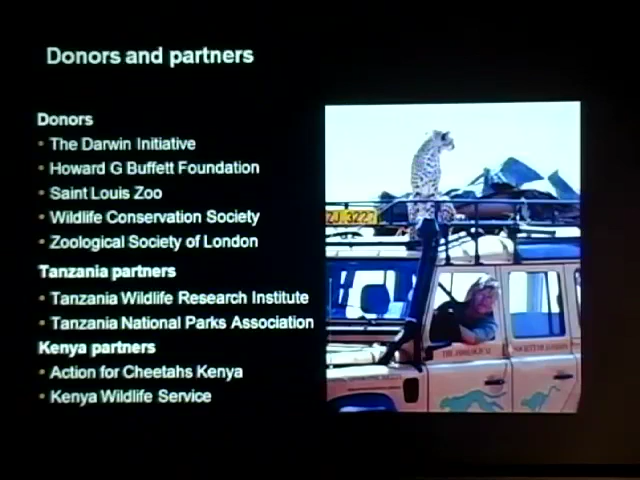 Donors and partners
Donors
• The Darwin Initiative
• Howard G Buffett Foundation
• Saint Louis Zoo
• Wildlife Conservation Society
• Zoological Society of London
Tanzania partners
• Tanzania Wildlife Research Institute
• Tanzania National Parks Association
Kenya partners
• Action for Cheetahs Kenya
• Kenya Wildlife Service